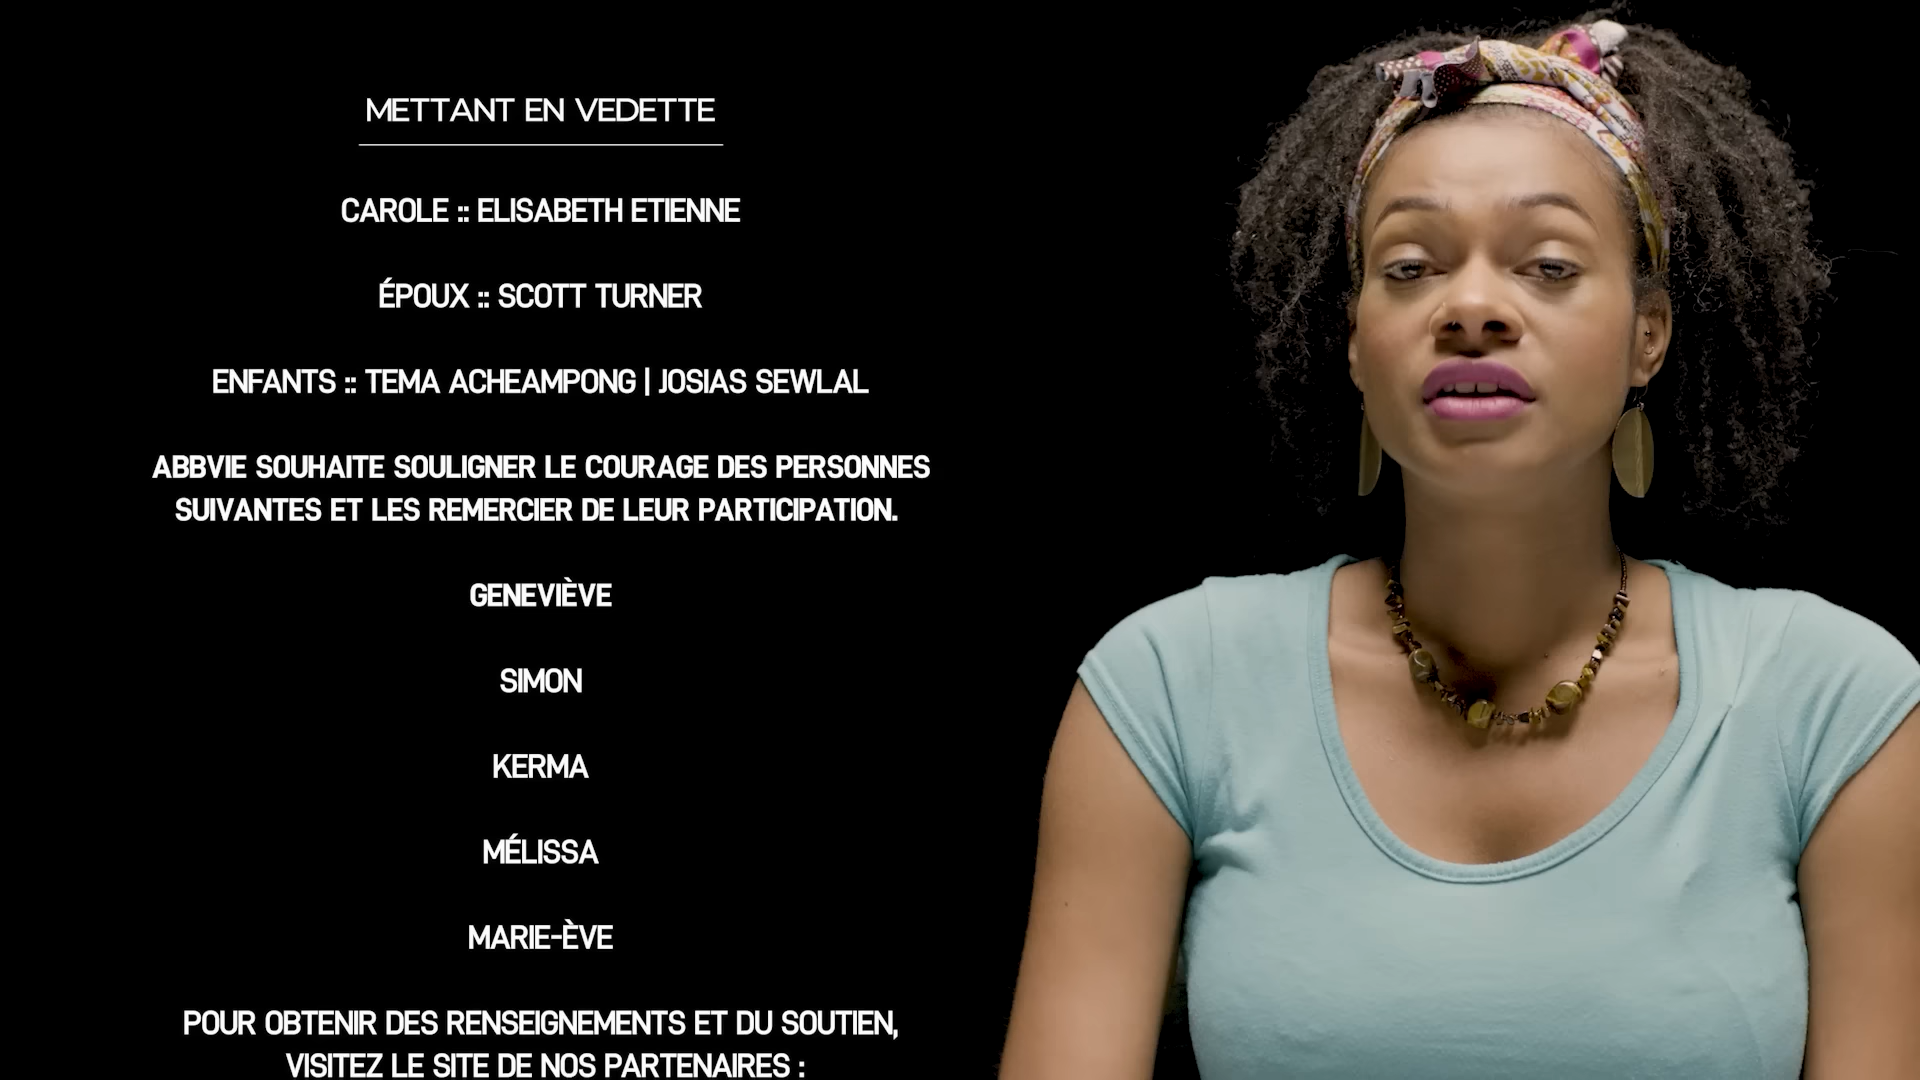 METTANT EN VEDETTE
CAROLE :: ELISABETH ETIENNE
ÉPOUX :: SCOTT TURNER
ENFANTS :: TEMA ACHEAMPONG | JOSIAS SEWLAL
ABBVIE SOUHAITE SOULIGNER LE COURAGE DES PERSONNES
SUIVANTES ET LES REMERCIER DE LEUR PARTICIPATION.
GENEVIÈVE
SIMON
KERMA
MÉLISSA
MARIE-ÈVE
POUR OBTENIR DES RENSEIGNEMENTS ET DU SOUTIEN,
VISITEZ LE SITE DE NOS PARTENAIRES :